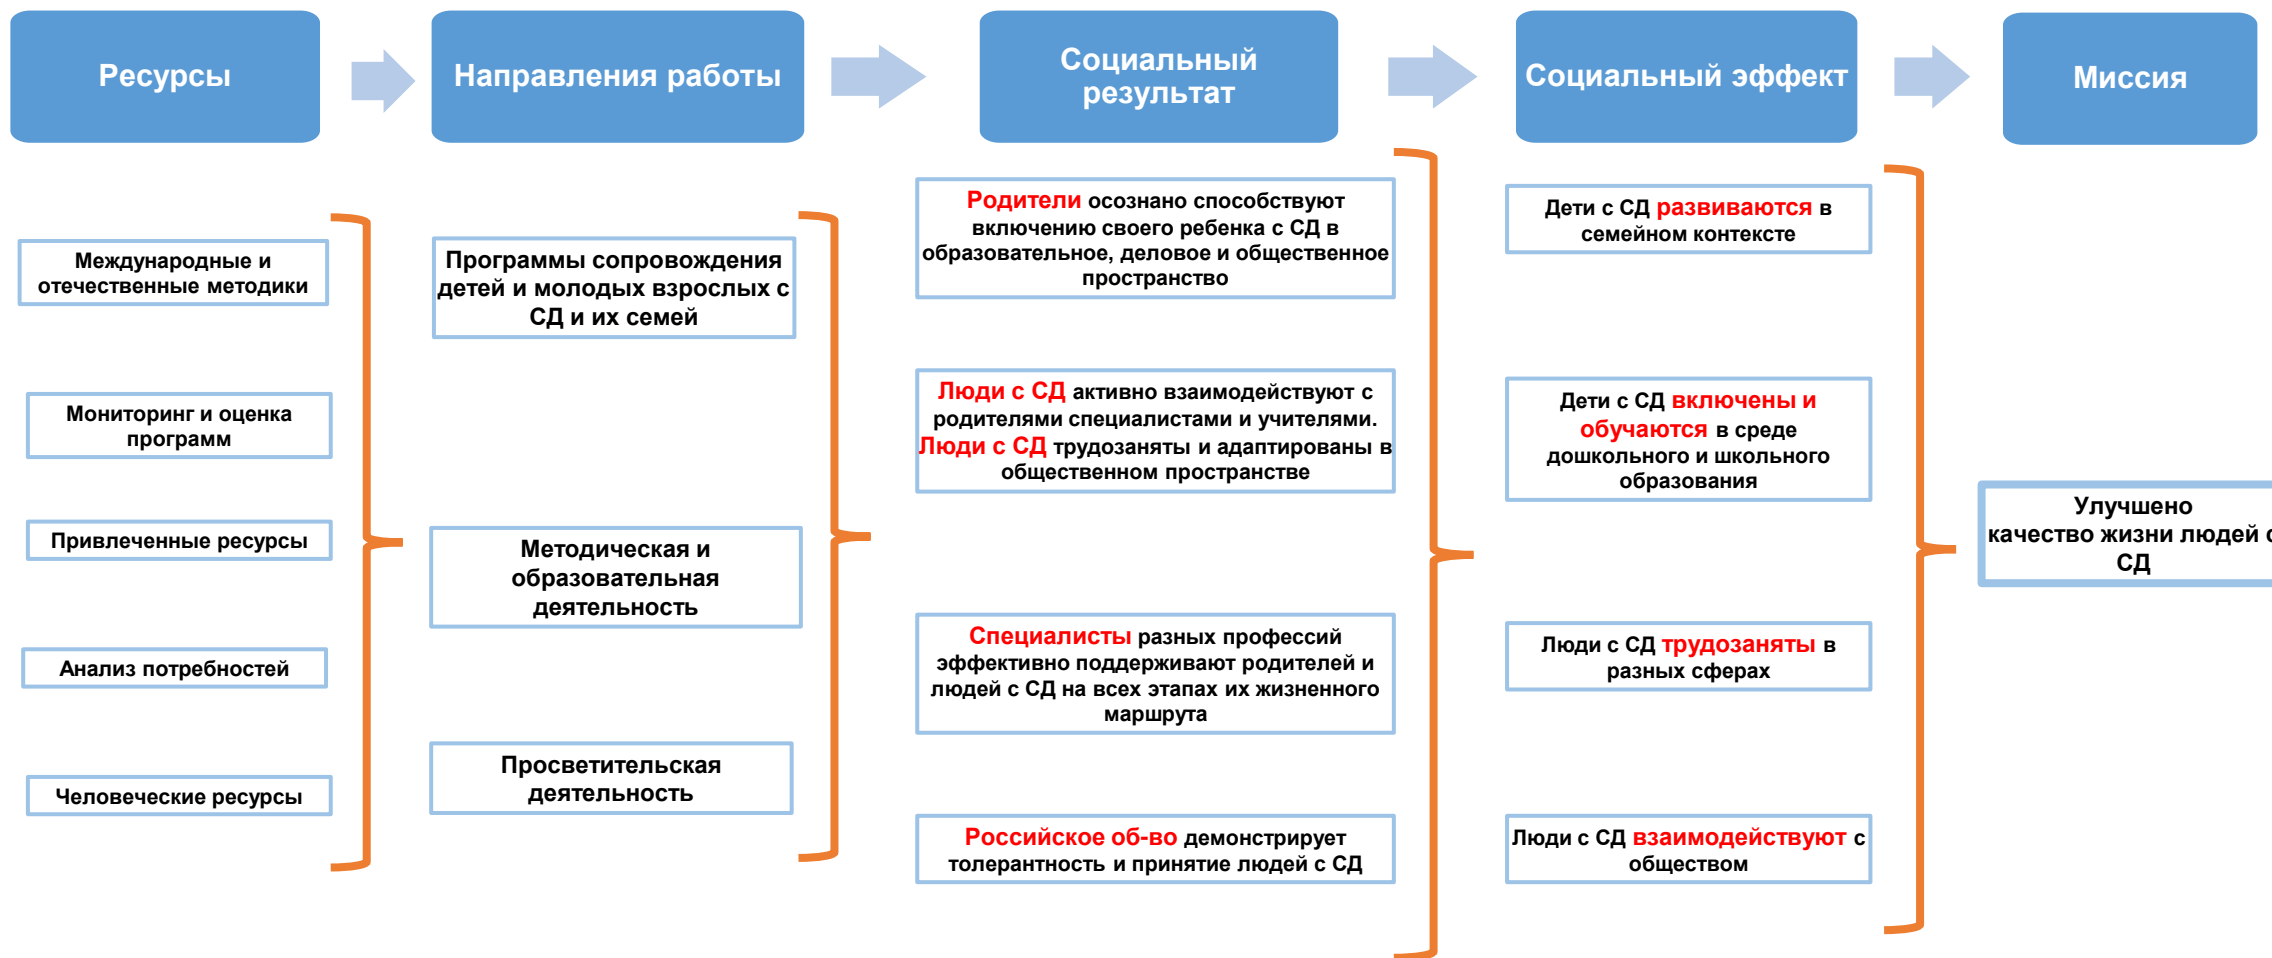 Ресурсы
Направления работы
Социальный
результат
Социальный эффект
Миссия
Международные и
отечественные методики
Мониторинг и оценка
программ
Привлеченные ресурсы
Анализ потребностей
Человеческие ресурсы
Программы сопровождения
детей и молодых взрослых с
СД и их семей
Методическая и
образовательная
деятельность
Просветительская
деятельность
Родители осознано способствуют
включению своего ребенка с СД в
образовательное, деловое и общественное
пространство
Люди с СД активно взаимодействуют с
родителями специалистами и учителями.
Люди с СД трудозаняты и адаптированы в
общественном пространстве
Специалисты разных профессий
эффективно поддерживают родителей и
людей с СД на всех этапах их жизненного
маршрута
Российское об-во демонстрирует
толерантность и принятие людей с СД
Дети с СД развиваются в
семейном контексте
Дети с СД включены и
обучаются в среде
дошкольного и школьного
образования
Люди с СД трудозаняты в
разных сферах
Люди с СД взаимодействуют с
обществом
Улучшено
качество жизни людей с
СД